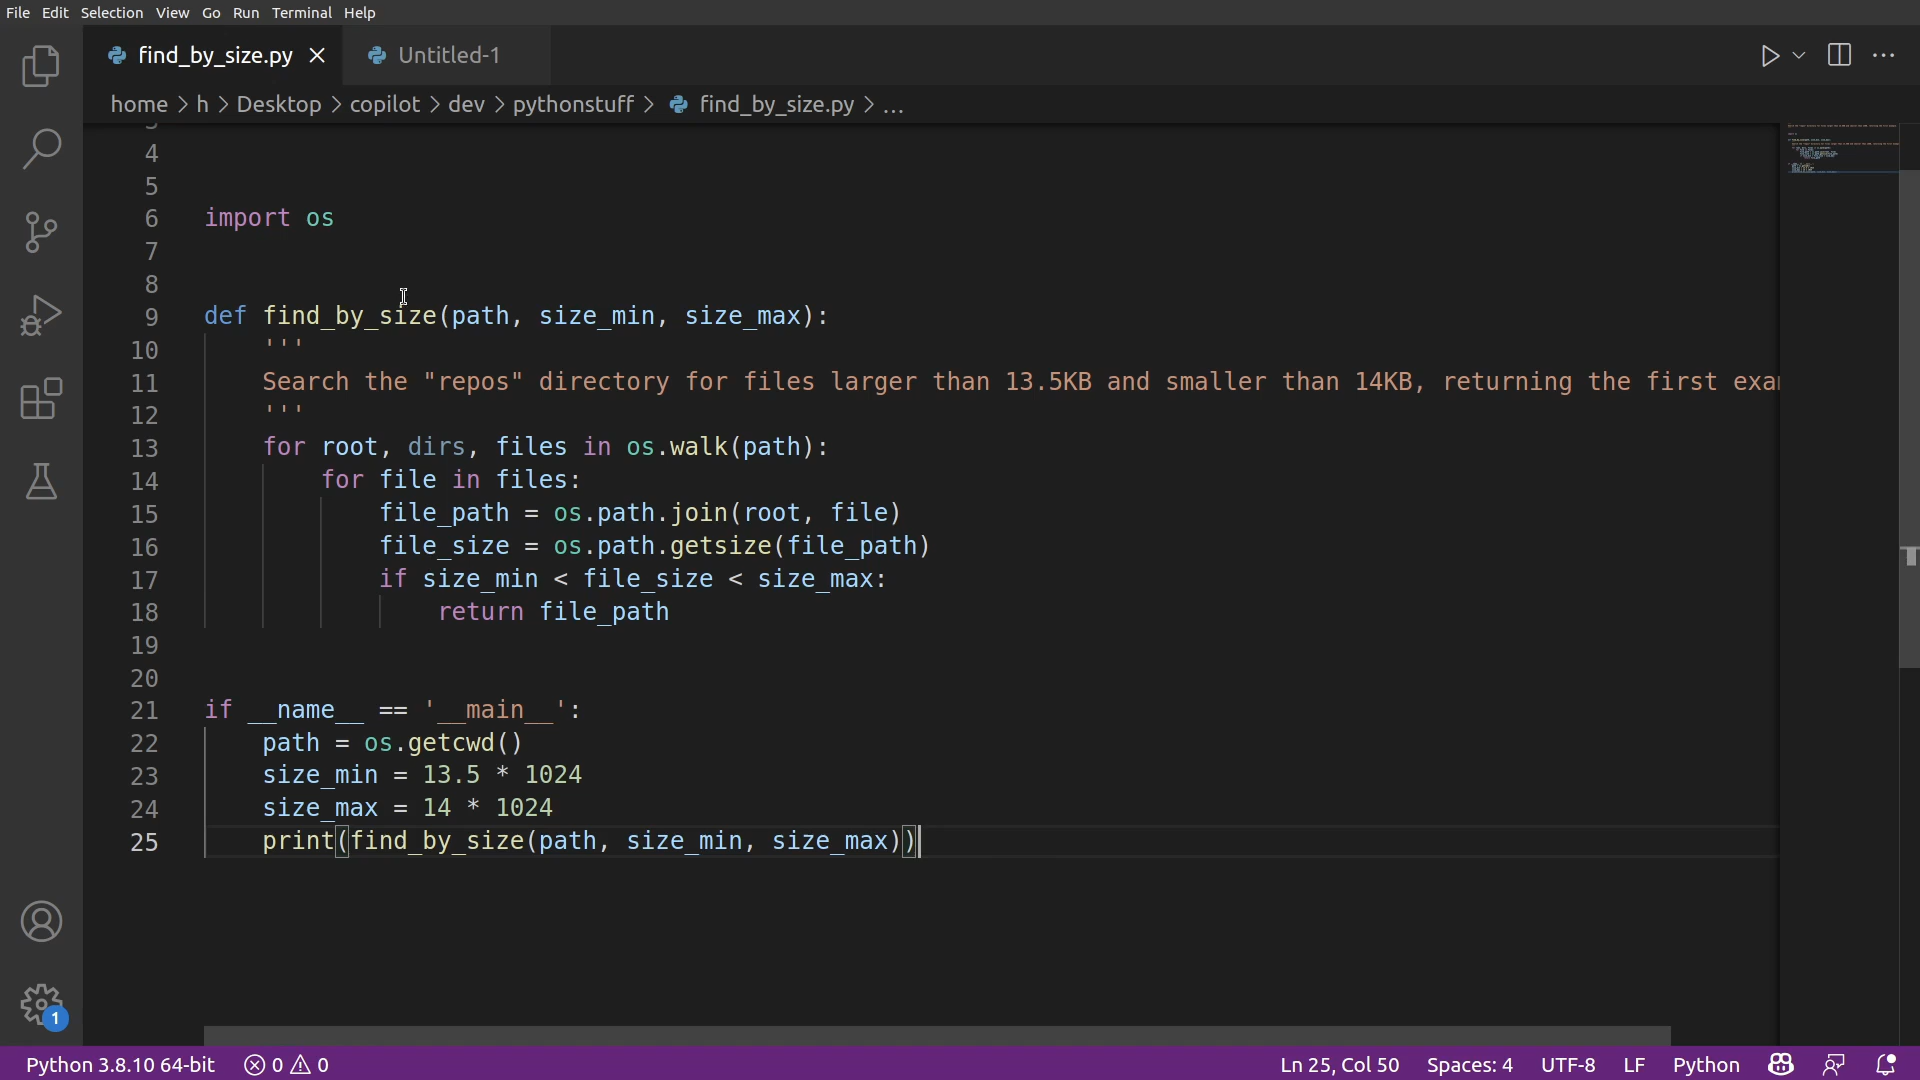 File Edit Selection View Go Run Terminal Help
find_by_size.py Untitled-1
home > h > Desktop > copilot > dev > pythonstuff > find_by_size.py > ...
4
5
6 import os
7
8
9 def find_by_size(path, size_min, size_max):
10 '''
11 Search the "repos" directory for files larger than 13.5KB and smaller than 14KB, returning the first exa
12 '''
13 for root, dirs, files in os.walk(path):
14 for file in files:
15 file_path = os.path.join(root, file)
16 file_size = os.path.getsize(file_path)
17 if size_min < file_size < size_max:
18 return file_path
19
20
21 if __name__ == '__main__':
22 path = os.getcwd()
23 size_min = 13.5 * 1024
24 size_max = 14 * 1024
25 print(find_by_size(path, size_min, size_max))
1
Python 3.8.10 64-bit 0 0 Ln 25, Col 50 Spaces: 4 UTF-8 LF Python